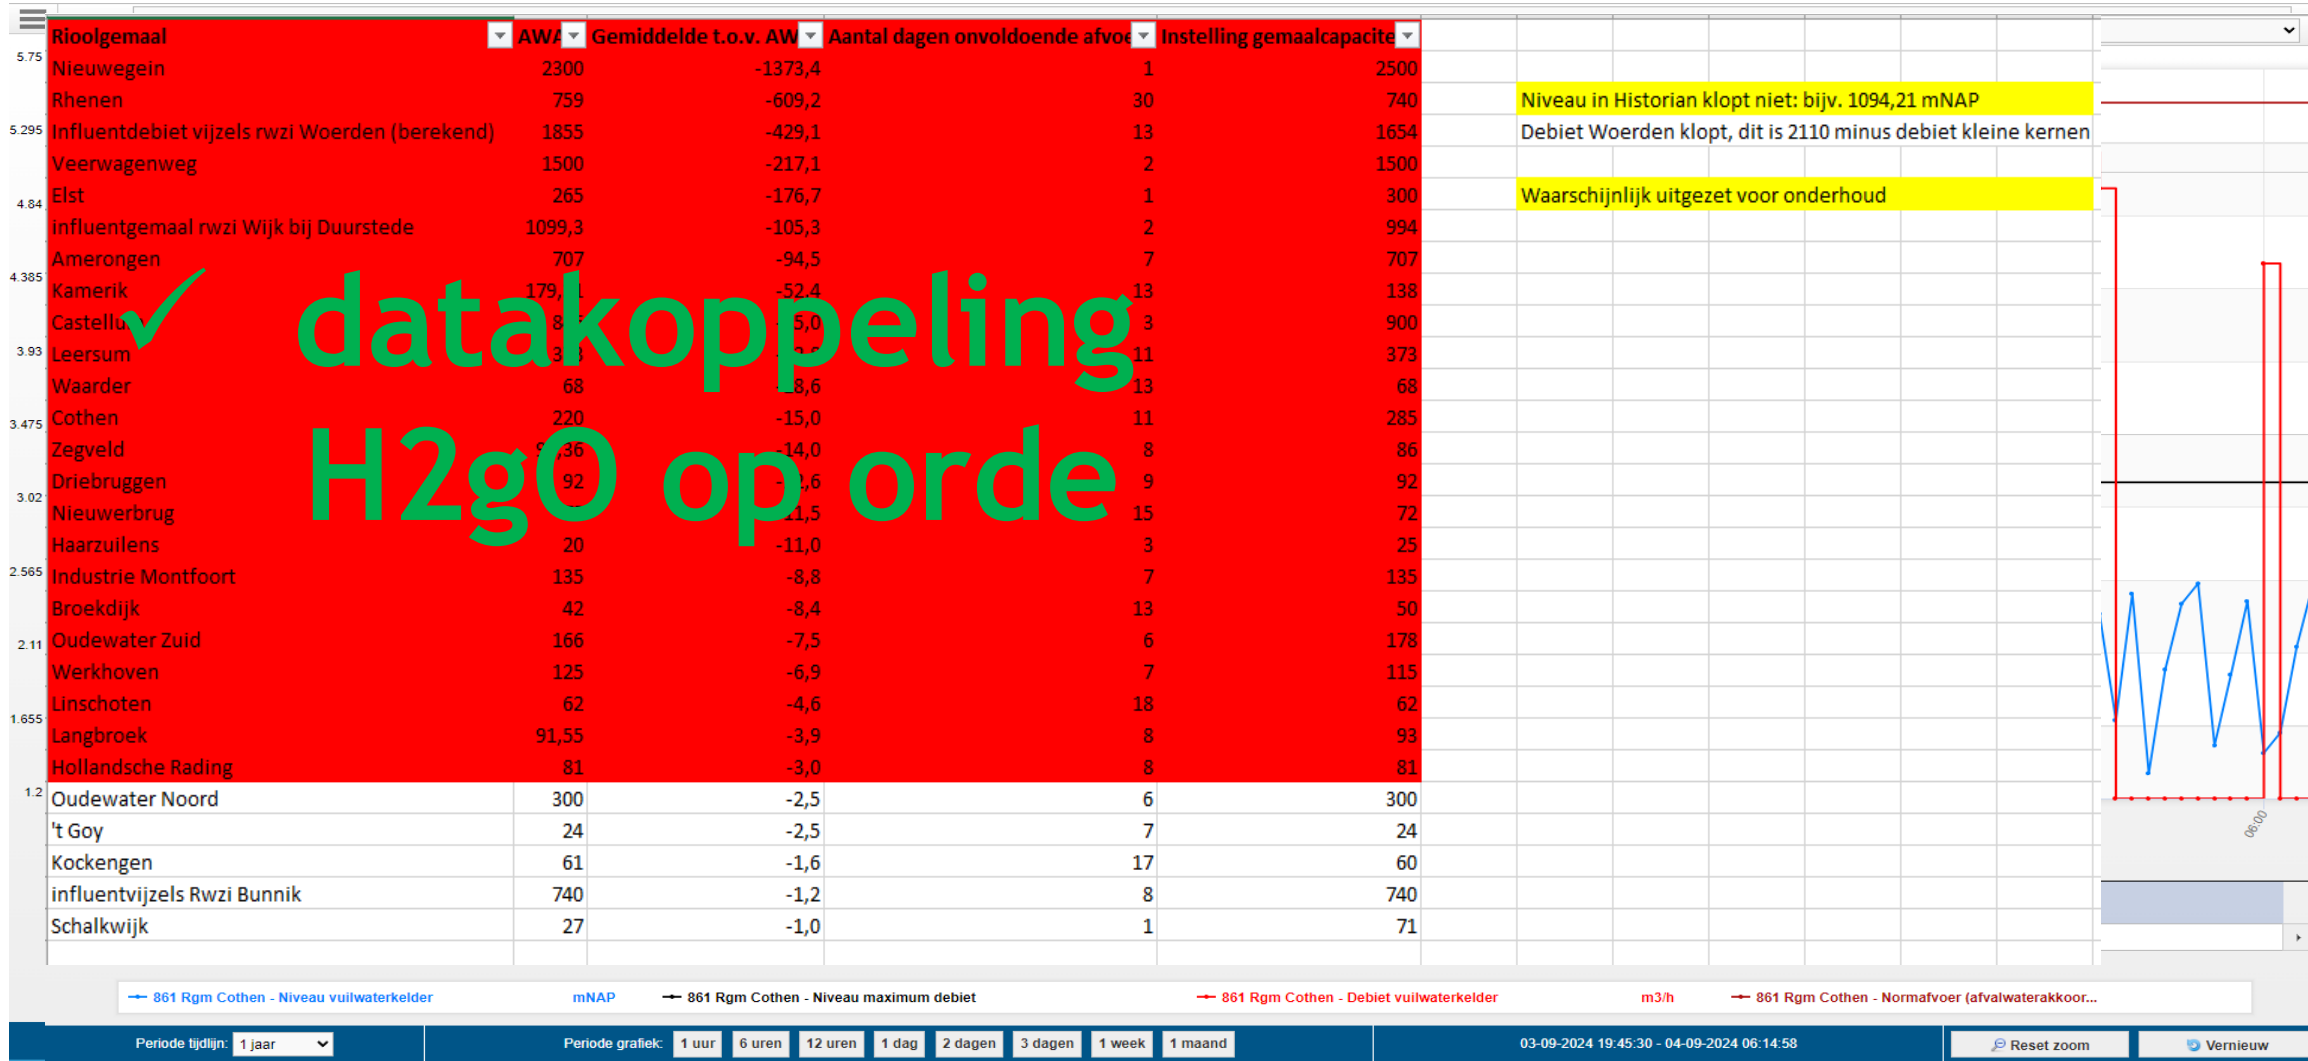 Rioolgemaal AWA Gemiddelde t.o.v. AW Aantal dagen onvoldoende afvoe Instelling gemaalcapacite
5.75
Nieuwegein 2300 -1373,4 1 2500
Rhenen 759 -609,2 30 740 Niveau in Historian klopt niet: bijv. 1094,21 mNAP
5.295
Influentdebiet vijzels rwzi Woerden (berekend) 1855 -429,1 13 1654 Debiet Woerden klopt, dit is 2110 minus debiet kleine kernen
Veerwagenweg 1500 -217,1 2 1500
4.84
Elst 265 -176,7 1 300 Waarschijnlijk uitgezet voor onderhoud
influentgemaal rwzi Wijk bij Duurstede 1099,3 -105,3 2 994
Amerongen 707 -94,5 7 707
4.385
Kamerik -52,4 13 138
Castellum 3 900
3.93
Leersum 11 373
Waarder 68 13 68
Cothen 220 -15,0 11 285
3.475
Zegveld -14,0 8 86
Driebruggen 92 9 92
3.02
Nieuwerbrug 15 72
Haarzuilens 20 -11,0 3 25
2.565
Industrie Montfoort 135 -8,8 7 135
Broekdijk 42 -8,4 13 50
2.11
Oudewater Zuid 166 -7,5 6 178
Werkhoven 125 -6,9 7 115
Linschoten 62 -4,6 18 62
1.655
Langbroek 91,55 -3,9 8 93
Hollandsche Rading 81 -3,0 8 81
1.2
Oudewater Noord 300 -2,5 6 300
't Goy 24 -2,5 7 24
Kockengen 61 -1,6 17 60
influentvijzels Rwzi Bunnik 740 -1,2 8 740
Schalkwijk 27 -1,0 1 71
✓ datakoppeling
H2gO op orde
06:00
861 Rgm Cothen - Niveau vuilwaterkelder mNAP 861 Rgm Cothen - Niveau maximum debiet 861 Rgm Cothen - Debiet vuilwaterkelder m3/h 861 Rgm Cothen - Normafvoer (afvalwaterakkoor...
Periode tijdlijn: 1 jaar Periode grafiek: 1 uur 6 uren 12 uren 1 dag 2 dagen 3 dagen 1 week 1 maand 03-09-2024 19:45:30 - 04-09-2024 06:14:58 Reset zoom Vernieuw